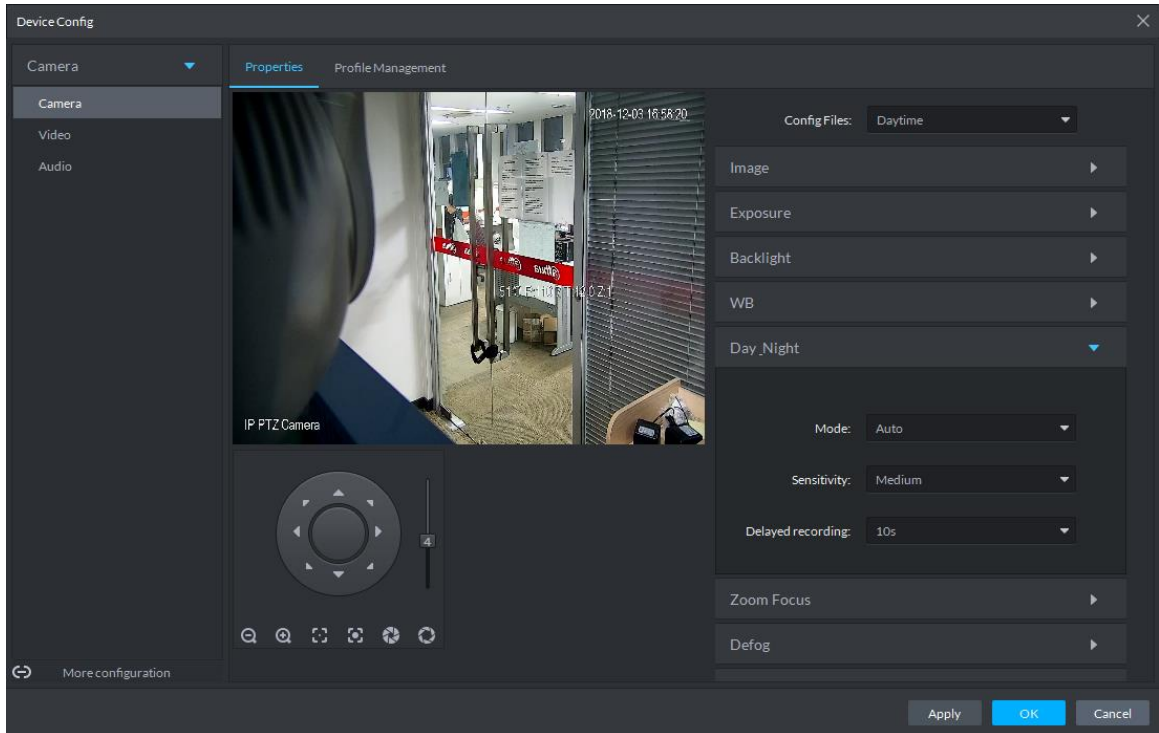 Device Config
Camera
Camera
Video
Audio
More configuration
Properties
Profile Management
2018-12-03 16:58:20
IP PTZ Camera
4
Config Files: Daytime
Image
Exposure
Backlight
WB
Day_Night
Mode: Auto
Sensitivity: Medium
Delayed recording: 10s
Zoom Focus
Defog
Apply
OK
Cancel